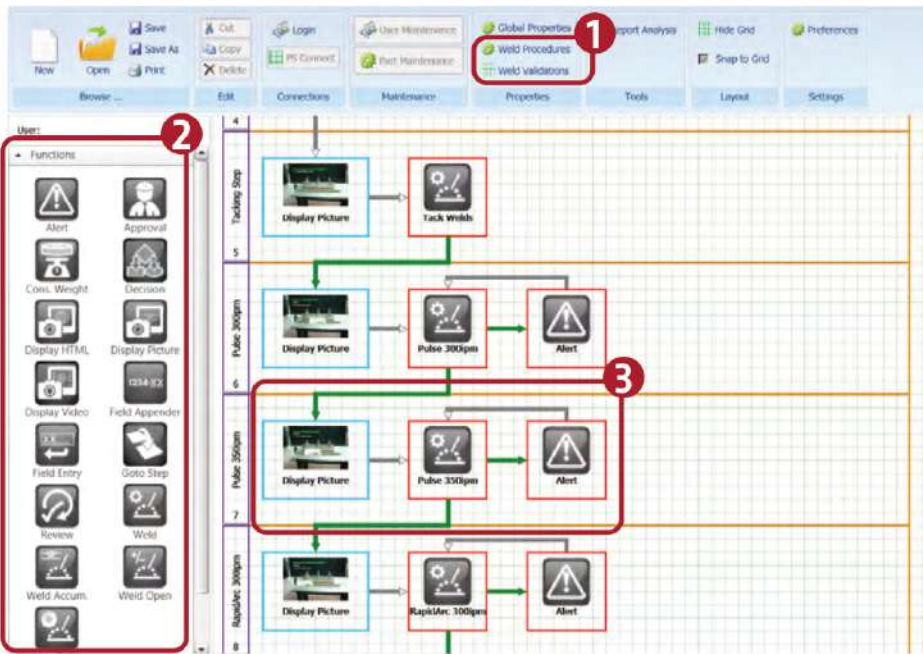 New
Open
Save
Save As
Print
Browse ...
Cut
Copy
Delete
Edit
Login
PS Connect
Connections
User Maintenance
Part Maintenance
Maintenance
Global Properties
Weld Procedures
Weld Validations
Properties
1
Report Analysis
Tools
Hide Grid
Snap to Grid
Layout
Preferences
Settings
User:
2
Functions
Alert
Approval
Cons. Weight
Decision
Display HTML
Display Picture
Display Video
1234-XX
Field Appender
Field Entry
Goto Step
Review
Weld
Weld Accum.
Weld Open
4
Tacking Step
Display Picture
Tack Welds
5
Pulse 300ipm
Display Picture
Pulse 300ipm
Alert
6
3
Pulse 350ipm
Display Picture
Pulse 350ipm
Alert
7
RapidArc 300ipm
Display Picture
RapidArc 300ipm
Alert
8